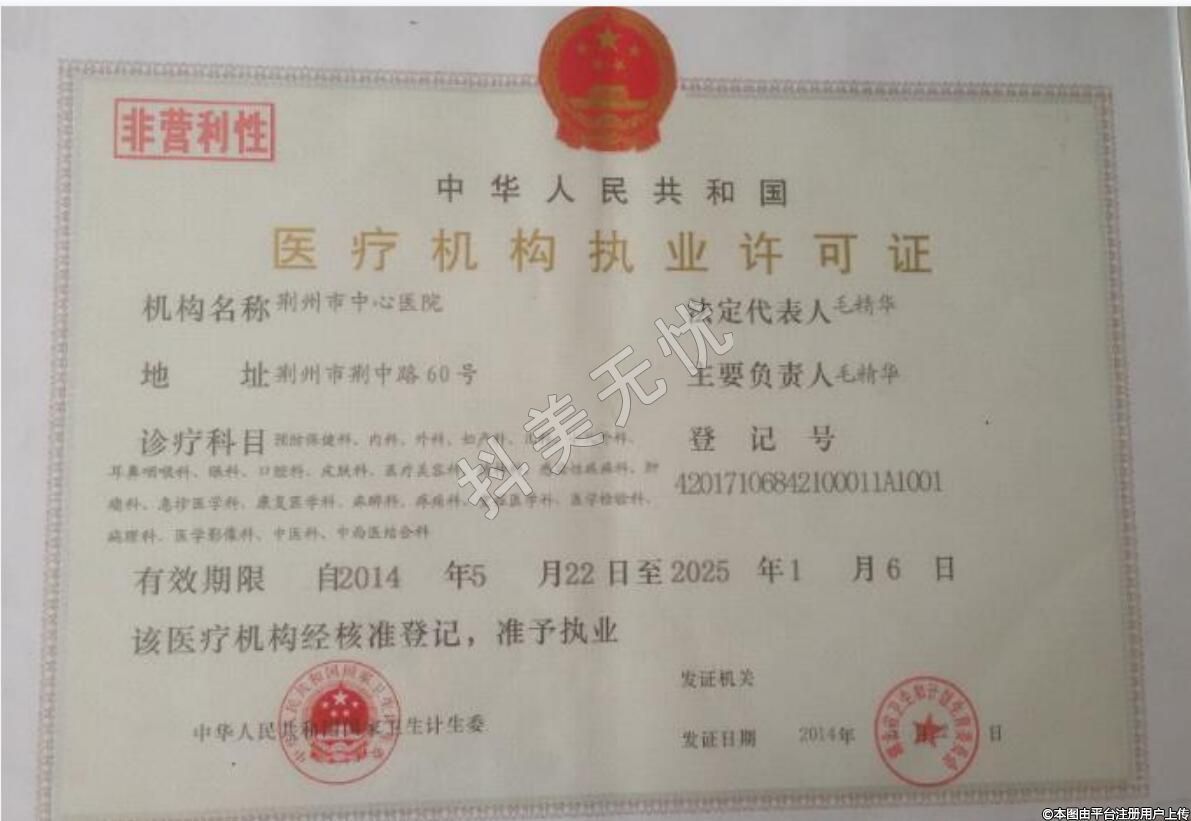 非营利性
中华人民共和国
医疗机构执业许可证
机构名称 荆州市中心医院
法定代表人 毛精华
地 址 荆州市荆中路60号
主要负责人 毛精华
诊疗科目 预防保健科、内科、外科、妇产科、
耳鼻咽喉科、眼科、口腔科、皮肤科、医疗美容科、肿
瘤科、急诊医学科、康复医学科、麻醉科、疼痛科、医学科、医学检验科、
病理科、医学影像科、中医科、中西医结合科
登 记 号
42017106842100011A1001
有效期限 自2014 年5 月22 日至2025 年1 月6 日
该医疗机构经核准登记，准予执业
中华人民共和国国家卫生计生委
发证机关
发证日期 2014年 月 日
抖美无忧
©本图由平台注册用户上传